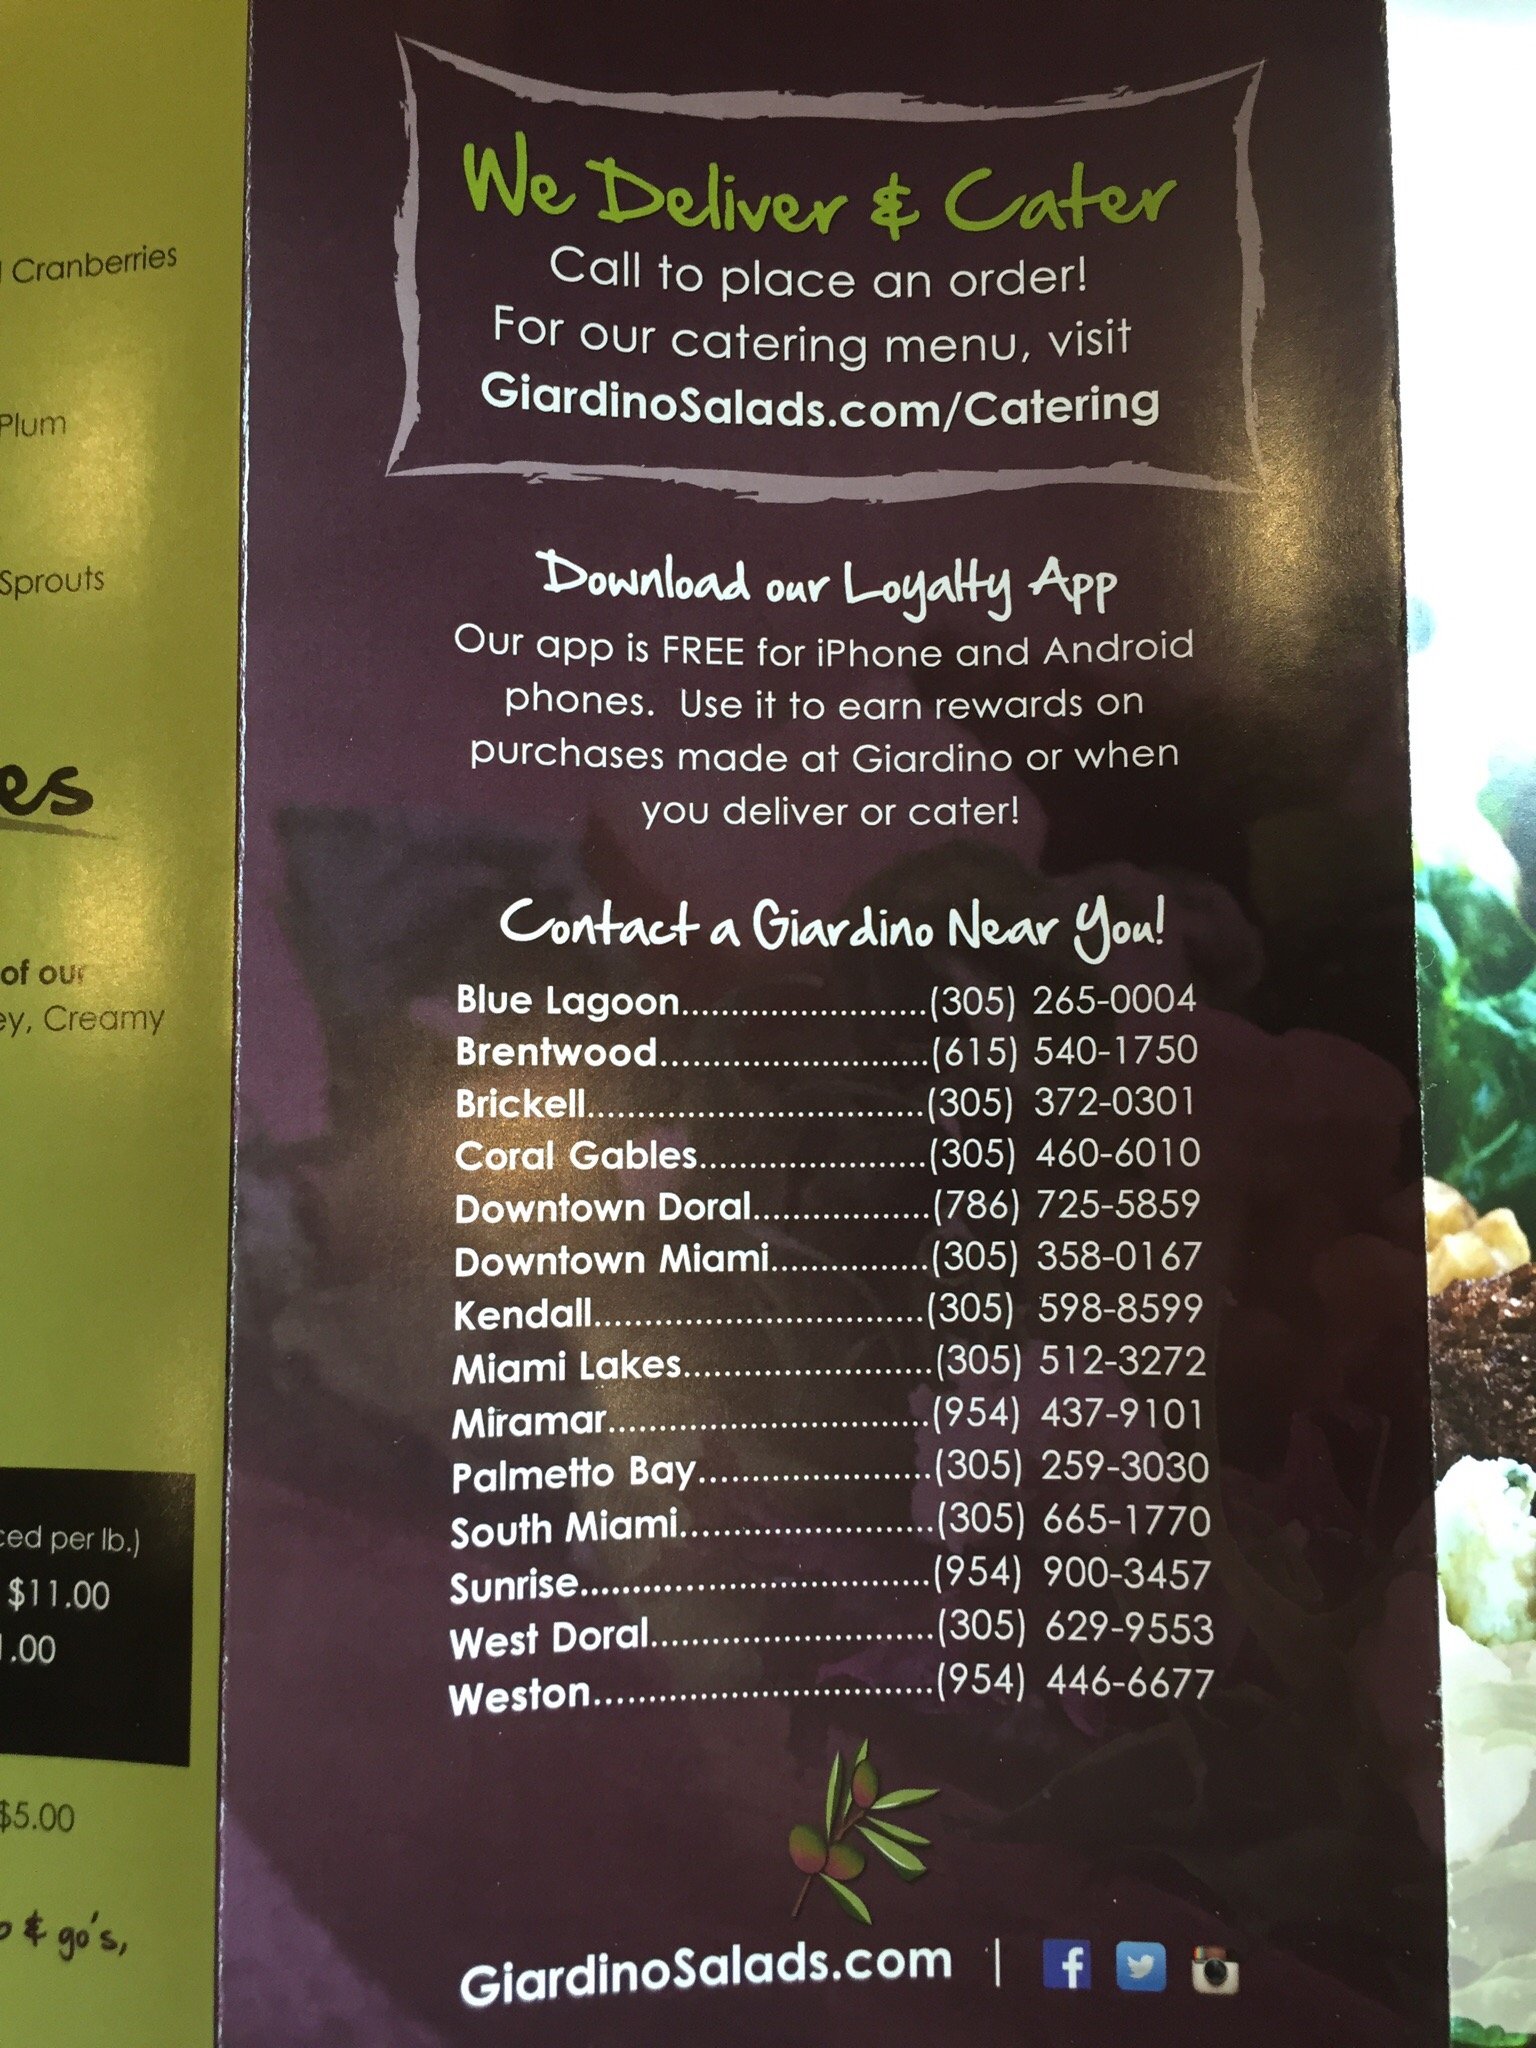 Cranberries
Plum
Sprouts
es
of our
ey, Creamy
ced per lb.)
$11.00
1.00
$5.00
& go's,
We Deliver & Cater
Call to place an order!
For our catering menu, visit
GiardinoSalads.com/Catering
Download our Loyalty App
Our app is FREE for iPhone and Android
phones. Use it to earn rewards on
purchases made at Giardino or when
you deliver or cater!
Contact a Giardino Near You!
Blue Lagoon..........................(305) 265-0004
Brentwood.............................(615) 540-1750
Brickell....................................(305) 372-0301
Coral Gables........................(305) 460-6010
Downtown Doral...................(786) 725-5859
Downtown Miami.................(305) 358-0167
Kendall...................................(305) 598-8599
Miami Lakes...........................(305) 512-3272
Miramar..................................(954) 437-9101
Palmetto Bay.........................(305) 259-3030
South Miami...........................(305) 665-1770
Sunrise.....................................(954) 900-3457
West Doral..............................(305) 629-9553
Weston....................................(954) 446-6677
GiardinoSalads.com |